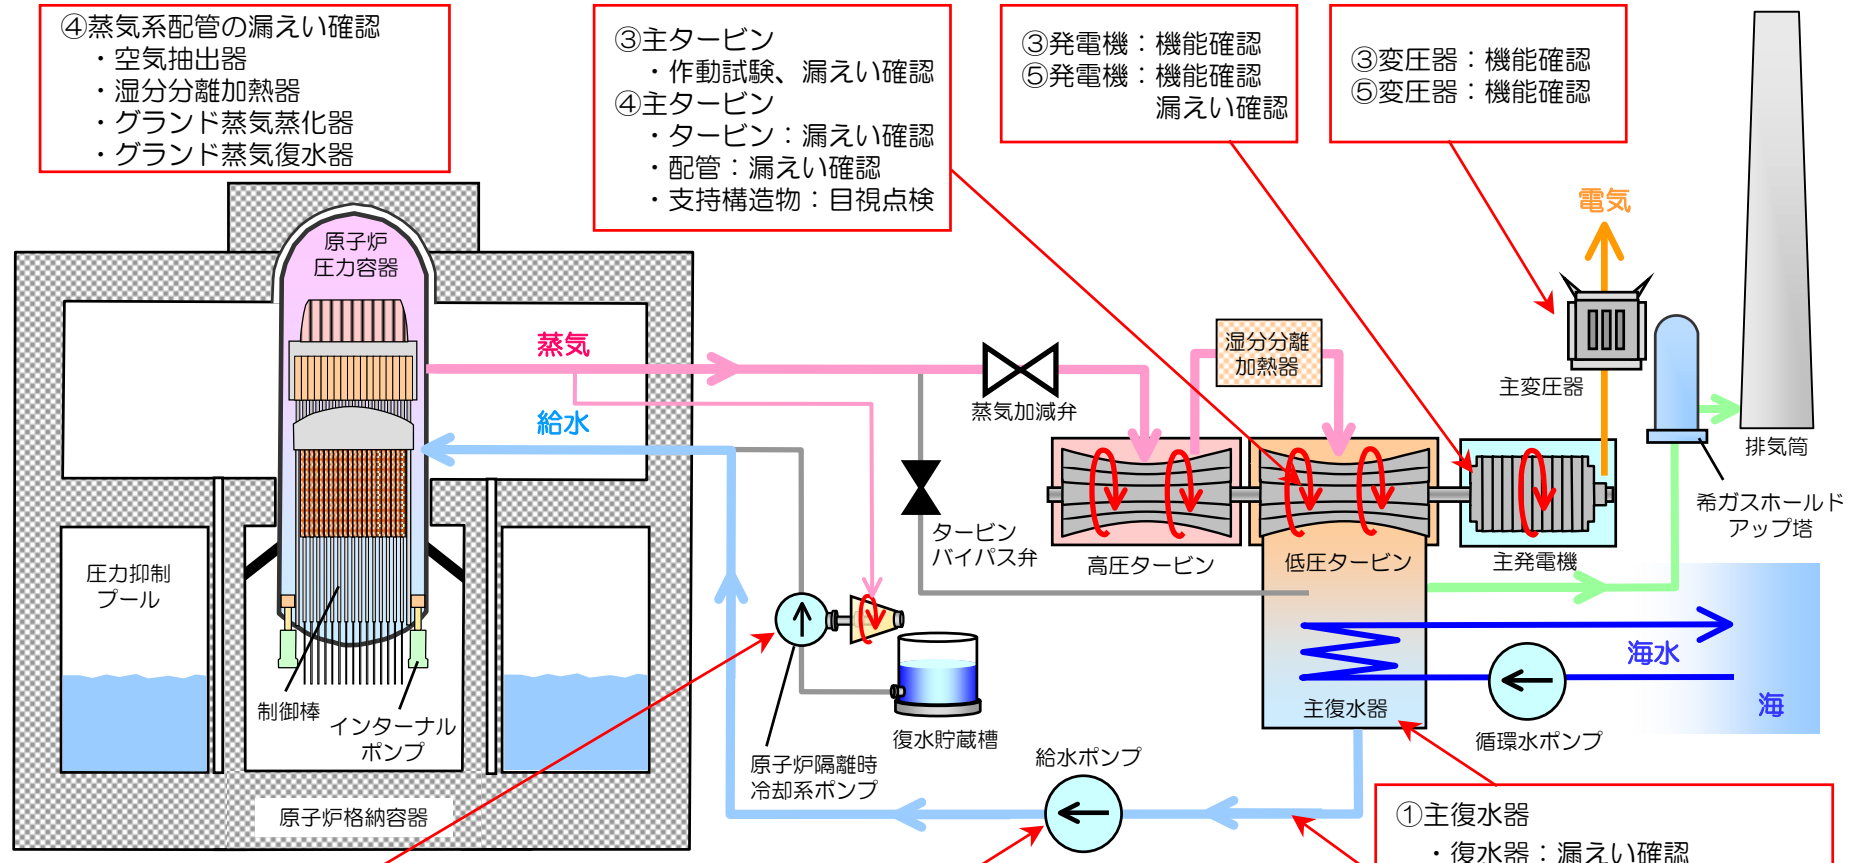 ④蒸気系配管の漏えい確認
・空気抽出器
・湿分分離加熱器
・グランド蒸気蒸化器
・グランド蒸気復水器
③主タービン
・作動試験、漏えい確認
④主タービン
・タービン：漏えい確認
・配管：漏えい確認
・支持構造物：目視点検
③発電機：機能確認
⑤発電機：機能確認
漏えい確認
③変圧器：機能確認
⑤変圧器：機能確認
電気
原子炉
圧力容器
蒸気
給水
湿分分離
加熱器
蒸気加減弁
主変圧器
排気筒
希ガスホールド
アップ塔
タービン
バイパス弁
高圧タービン
低圧タービン
主発電機
圧力抑制
プール
制御棒
インターナル
ポンプ
原子炉格納容器
復水貯蔵槽
原子炉隔離時
冷却系ポンプ
給水ポンプ
主復水器
海水
海
循環水ポンプ
①主復水器
・復水器：漏えい確認